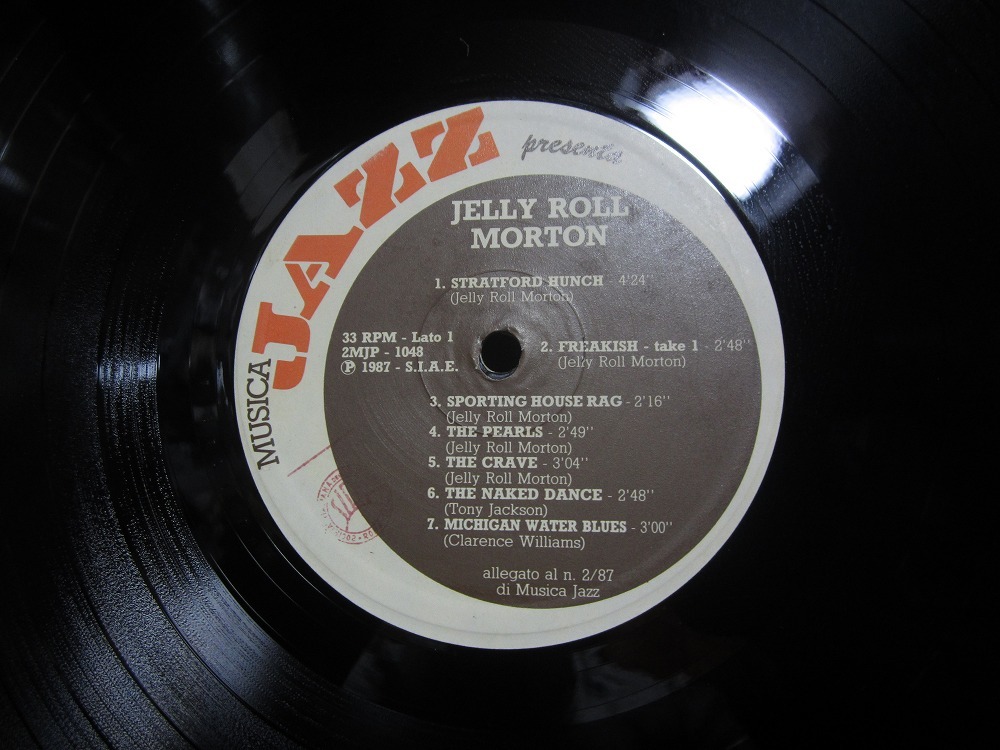 MUSICA JAZZ presenta
JELLY ROLL
MORTON
1. STRATFORD HUNCH - 4'24"
(Jelly Roll Morton)
33 RPM - Lato 1
2MJP - 1048
Ⓟ 1987 - S.I.A.E.
2. FREAKISH - take 1 - 2'48"
(Jelly Roll Morton)
3. SPORTING HOUSE RAG - 2'16"
(Jelly Roll Morton)
4. THE PEARLS - 2'49"
(Jelly Roll Morton)
5. THE CRAVE - 3'04"
(Jelly Roll Morton)
6. THE NAKED DANCE - 2'48"
(Tony Jackson)
7. MICHIGAN WATER BLUES - 3'00"
(Clarence Williams)
allegato al n. 2/87
di Musica Jazz